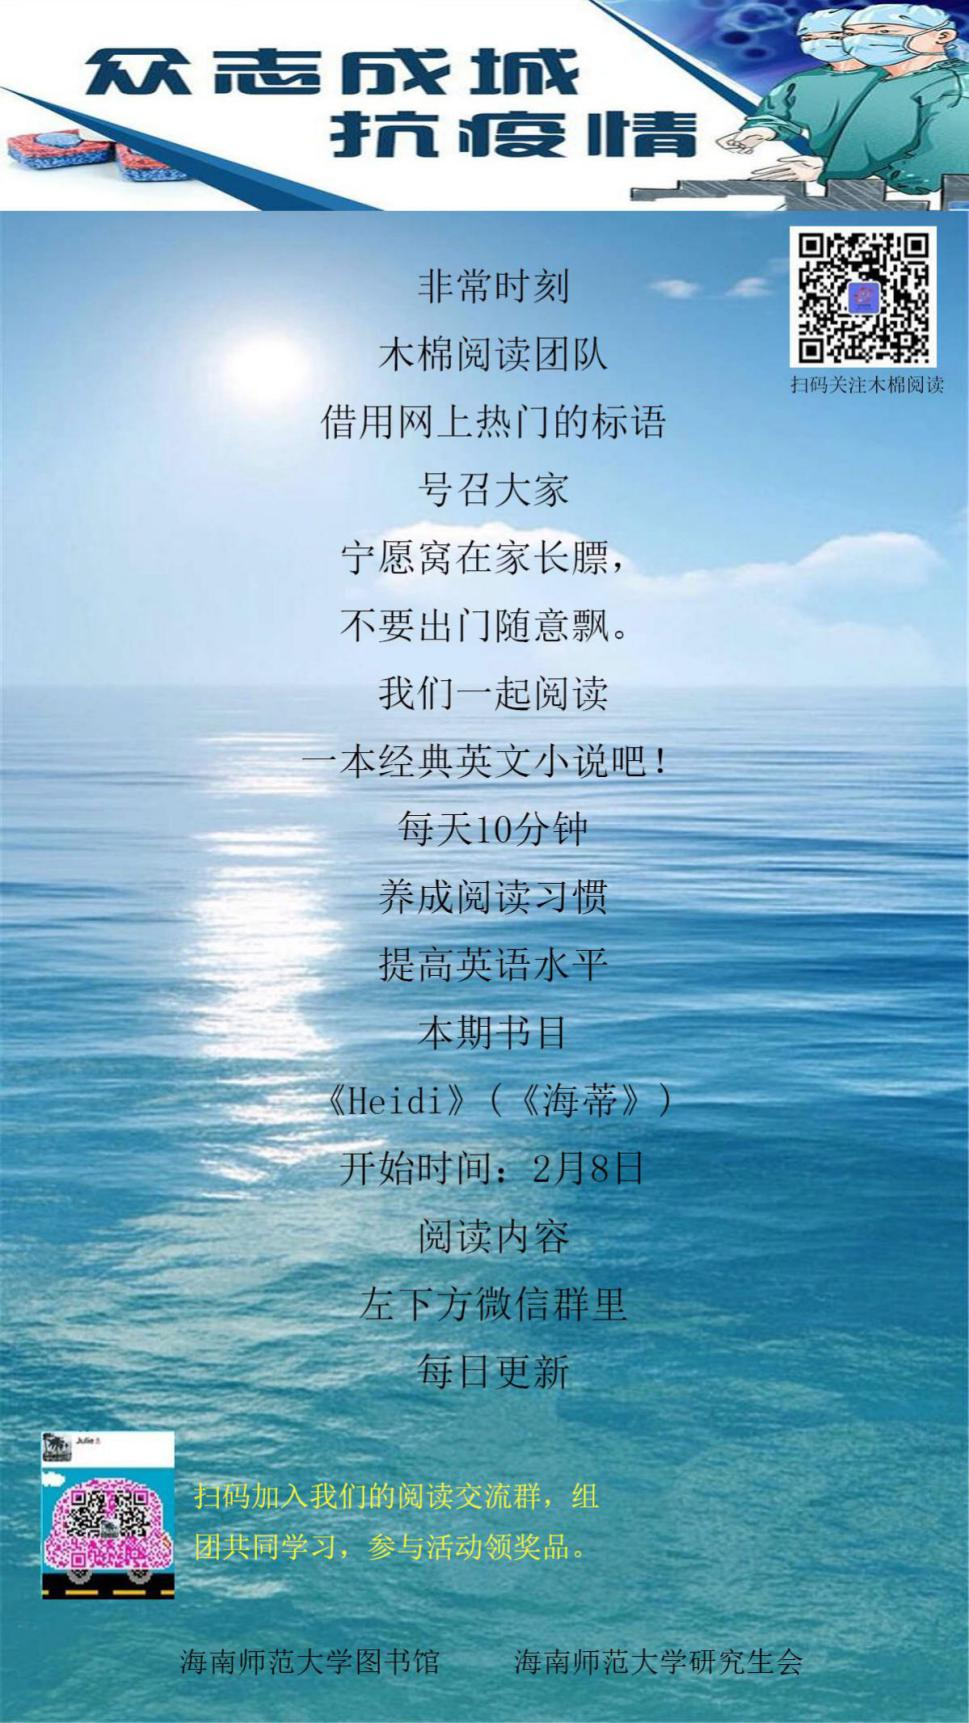 众志成城
抗疫情
扫码关注木棉阅读
非常时刻
木棉阅读团队
借用网上热门的标语
号召大家
宁愿窝在家长膘，
不要出门随意飘。
我们一起阅读
一本经典英文小说吧！
每天10分钟
养成阅读习惯
提高英语水平
本期书目
《Heidi》(《海蒂》)
开始时间：2月8日
阅读内容
左下方微信群里
每日更新
Julie
扫码加入我们的阅读交流群，组
团共同学习，参与活动领奖品。
海南师范大学图书馆 海南师范大学研究生会